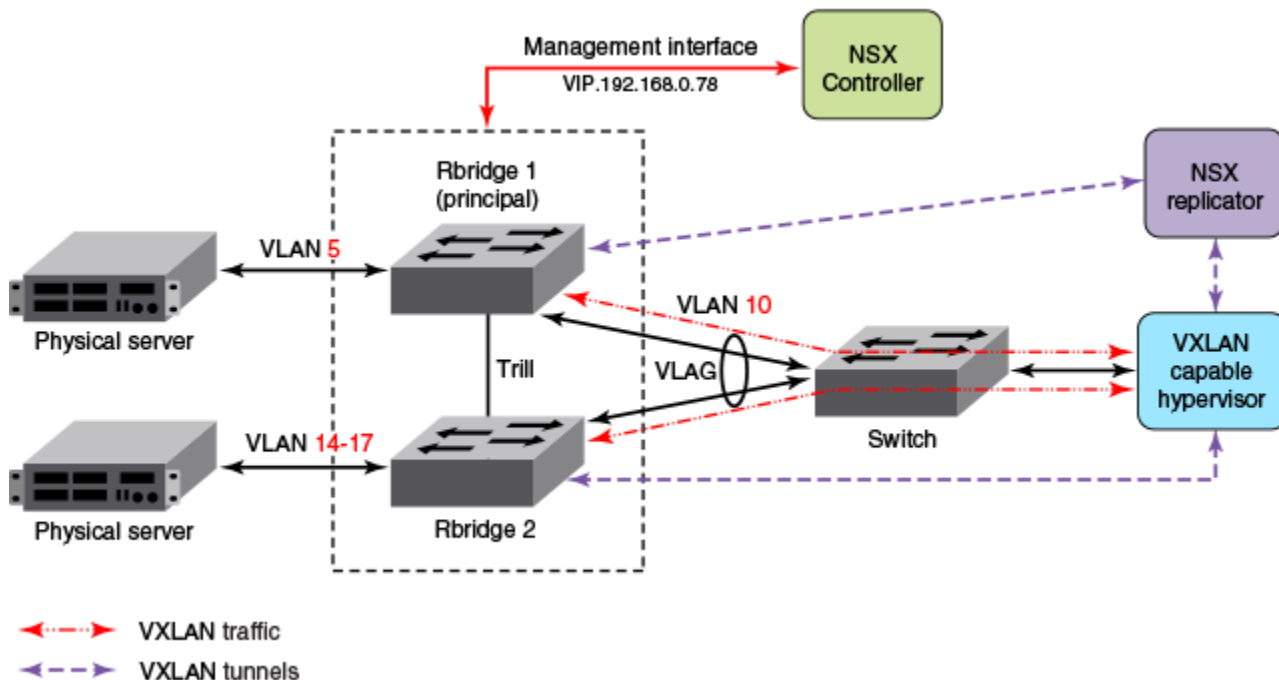 Management interface
VIP.192.168.0.78
NSX
Controller
Rbridge 1
(principal)
NSX
replicator
VLAN 5
Physical server
VLAN 10
Trill
VLAG
VXLAN
capable
hypervisor
Switch
VLAN 14-17
Physical server
Rbridge 2
VXLAN traffic
VXLAN tunnels